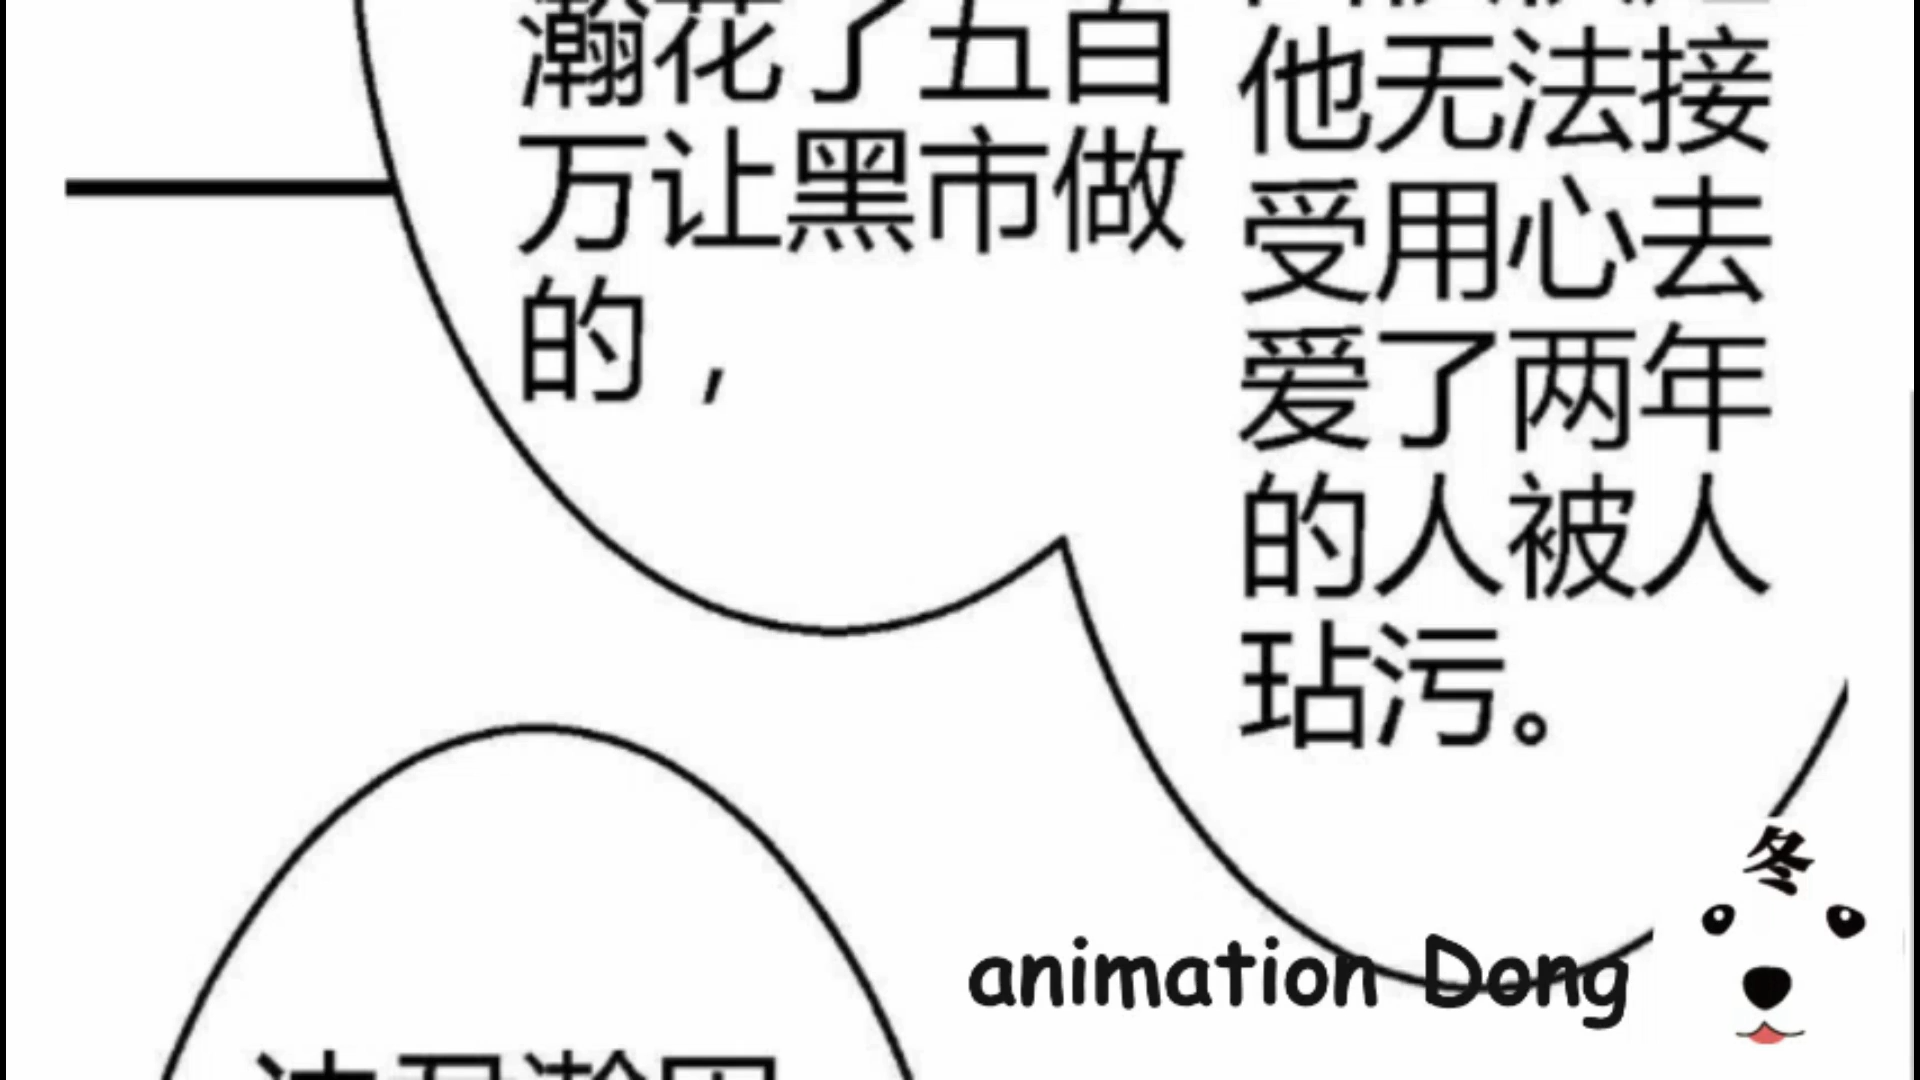 瀚花了五百
万让黑市做
的，
他无法接
受用心去
爱了两年
的人被人
玷污。
冬
animation Dong